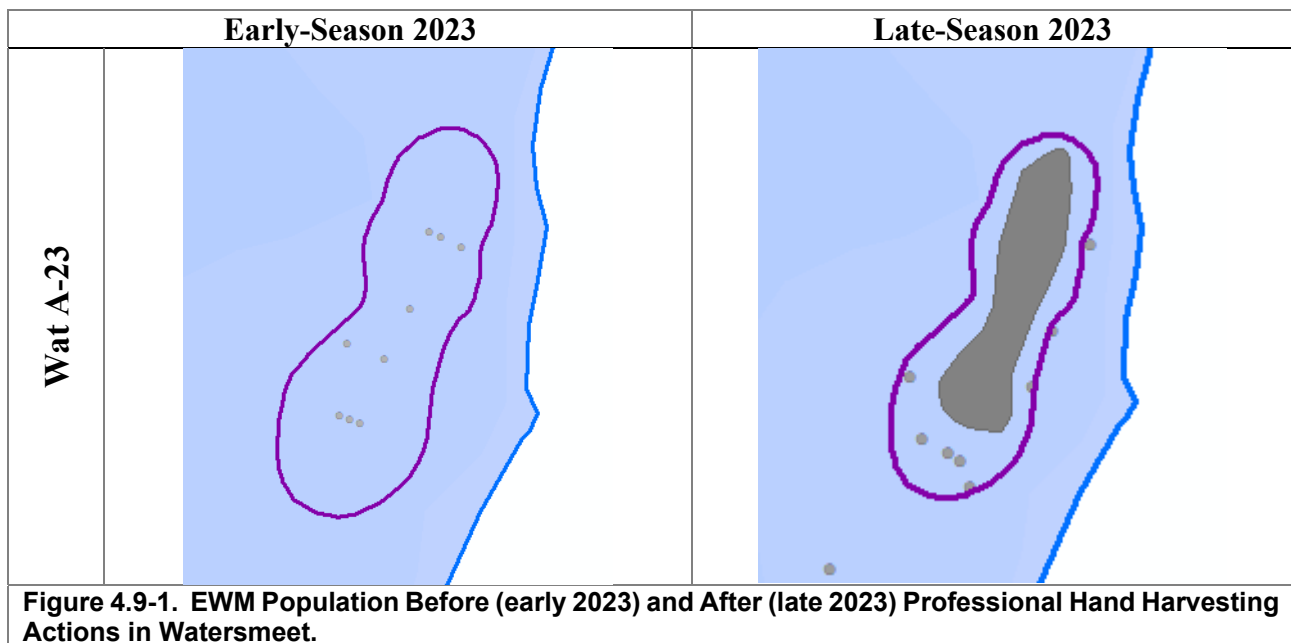 Early-Season 2023
Late-Season 2023
Wat A-23
Figure 4.9-1. EWM Population Before (early 2023) and After (late 2023) Professional Hand Harvesting
Actions in Watersmeet.